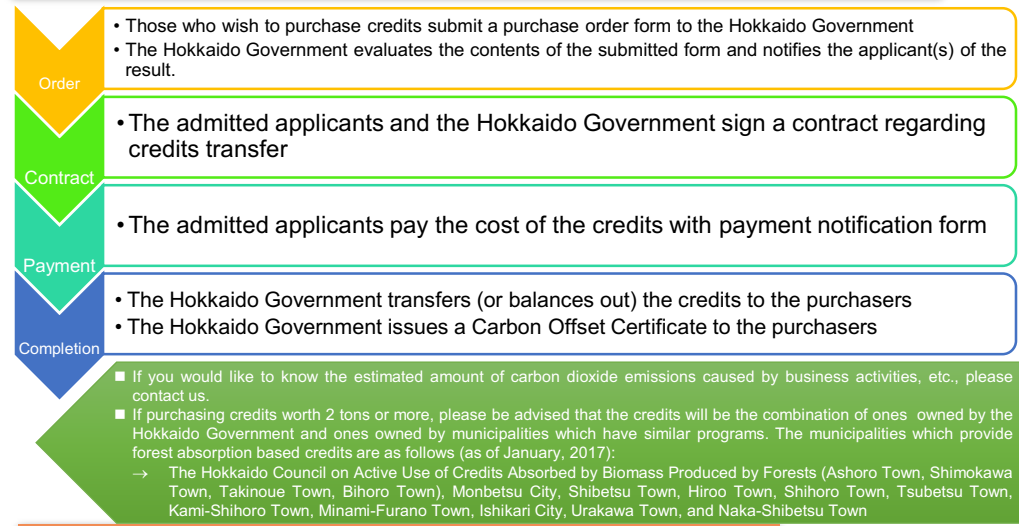 • Those who wish to purchase credits submit a purchase order form to the Hokkaido Government
• The Hokkaido Government evaluates the contents of the submitted form and notifies the applicant(s) of the
result.
Order
• The admitted applicants and the Hokkaido Government sign a contract regarding
credits transfer
Contract
• The admitted applicants pay the cost of the credits with payment notification form
Payment
• The Hokkaido Government transfers (or balances out) the credits to the purchasers
• The Hokkaido Government issues a Carbon Offset Certificate to the purchasers
Completion
■ If you would like to know the estimated amount of carbon dioxide emissions caused by business activities, etc., please
contact us.
■ If purchasing credits worth 2 tons or more, please be advised that the credits will be the combination of ones owned by the
Hokkaido Government and ones owned by municipalities which have similar programs. The municipalities which provide
forest absorption based credits are as follows (as of January, 2017):
→ The Hokkaido Council on Active Use of Credits Absorbed by Biomass Produced by Forests (Ashoro Town, Shimokawa
Town, Takinoue Town, Bihoro Town), Monbetsu City, Shibetsu Town, Hiroo Town, Shihoro Town, Tsubetsu Town,
Kami-Shihoro Town, Minami-Furano Town, Ishikari City, Urakawa Town, and Naka-Shibetsu Town